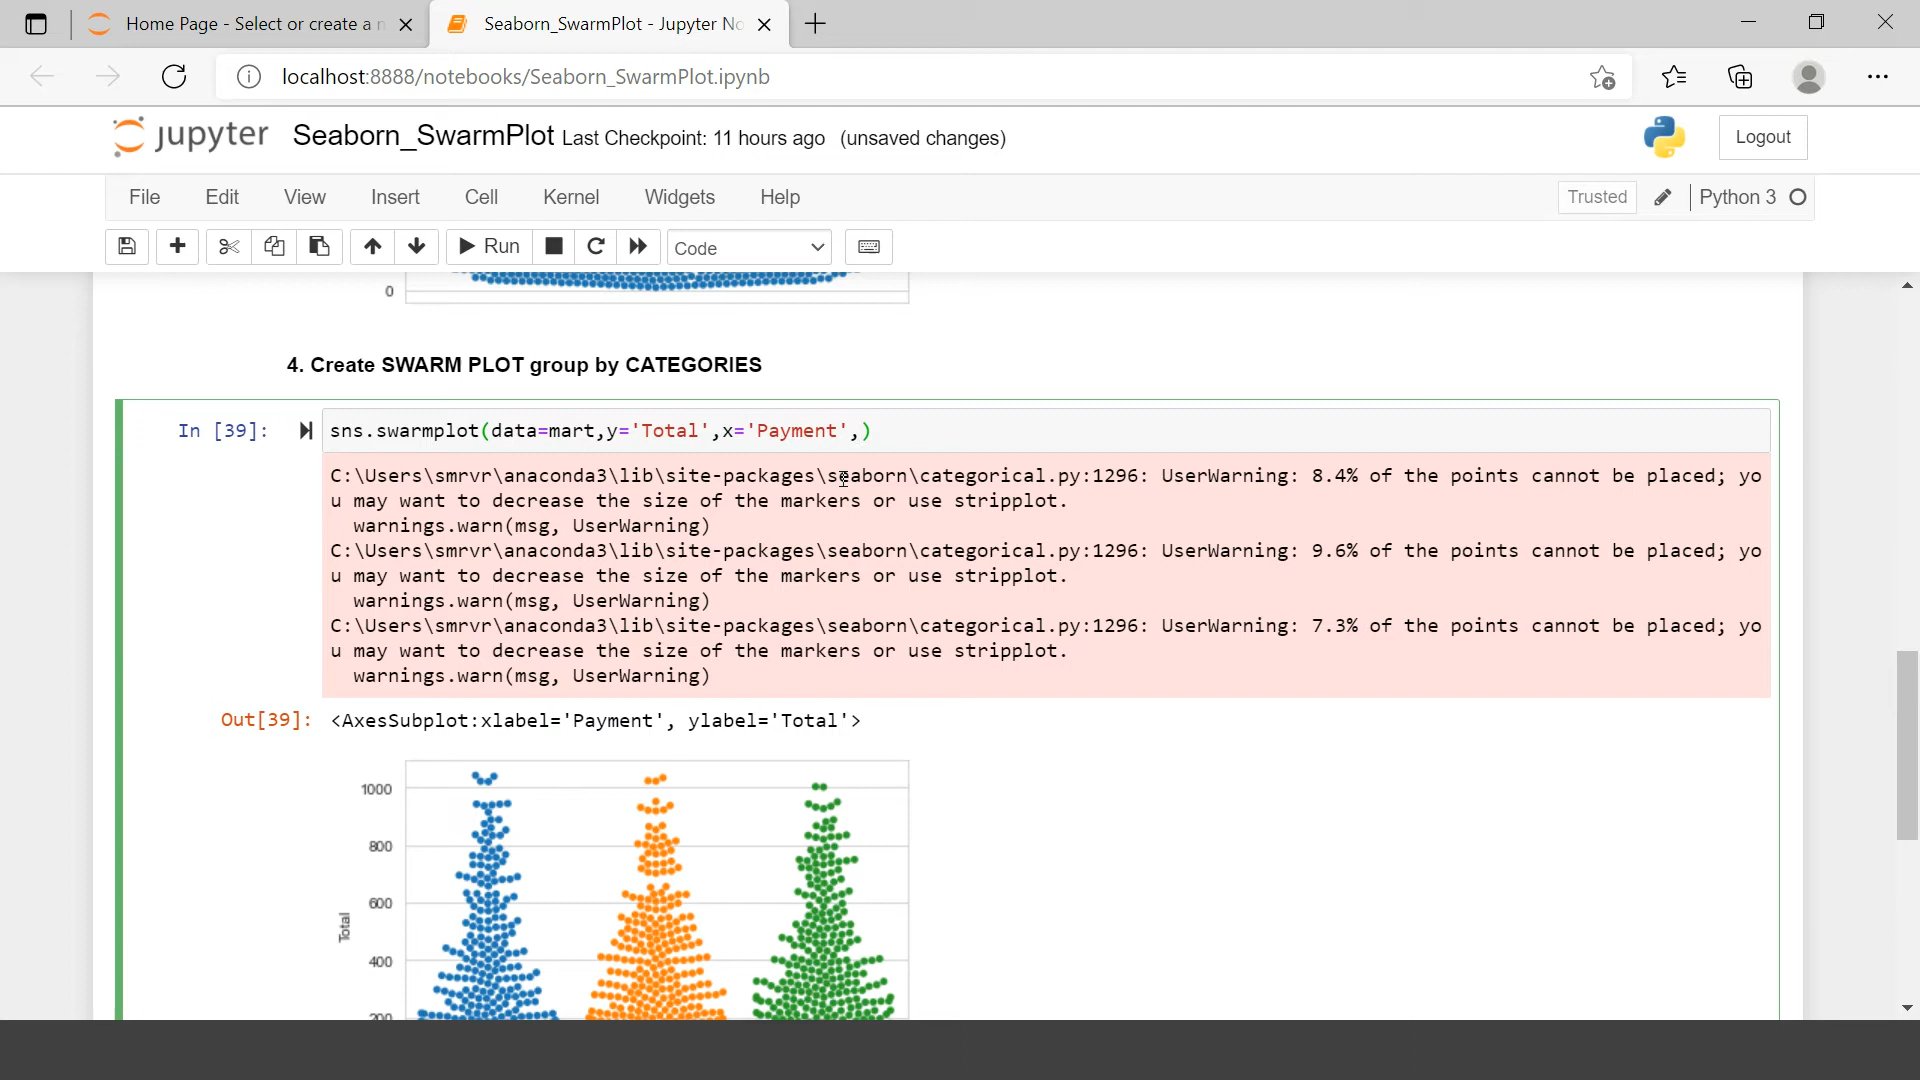 Home Page - Select or create a n
Seaborn_SwarmPlot - Jupyter No
localhost:8888/notebooks/Seaborn_SwarmPlot.ipynb
jupyter Seaborn_SwarmPlot Last Checkpoint: 11 hours ago (unsaved changes)
Logout
File Edit View Insert Cell Kernel Widgets Help
Trusted
Python 3
Run
Code
0
4. Create SWARM PLOT group by CATEGORIES
In [39]: sns.swarmplot(data=mart,y='Total',x='Payment',)
C:\Users\smrvr\anaconda3\lib\site-packages\seaborn\categorical.py:1296: UserWarning: 8.4% of the points cannot be placed; yo
u may want to decrease the size of the markers or use stripplot.
warnings.warn(msg, UserWarning)
C:\Users\smrvr\anaconda3\lib\site-packages\seaborn\categorical.py:1296: UserWarning: 9.6% of the points cannot be placed; yo
u may want to decrease the size of the markers or use stripplot.
warnings.warn(msg, UserWarning)
C:\Users\smrvr\anaconda3\lib\site-packages\seaborn\categorical.py:1296: UserWarning: 7.3% of the points cannot be placed; yo
u may want to decrease the size of the markers or use stripplot.
warnings.warn(msg, UserWarning)
Out[39]: <AxesSubplot:xlabel='Payment', ylabel='Total'>
1000
800
600
Total
400
200